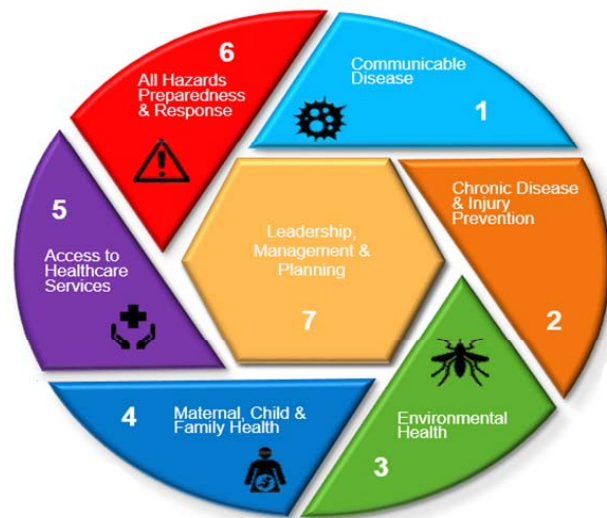 Communicable
Disease
1
Chronic Disease
& Injury
Prevention
2
Environmental
Health
3
Maternal, Child &
Family Health
4
Access to
Healthcare
Services
5
All Hazards
Preparedness
& Response
6
Leadership,
Management &
Planning
7